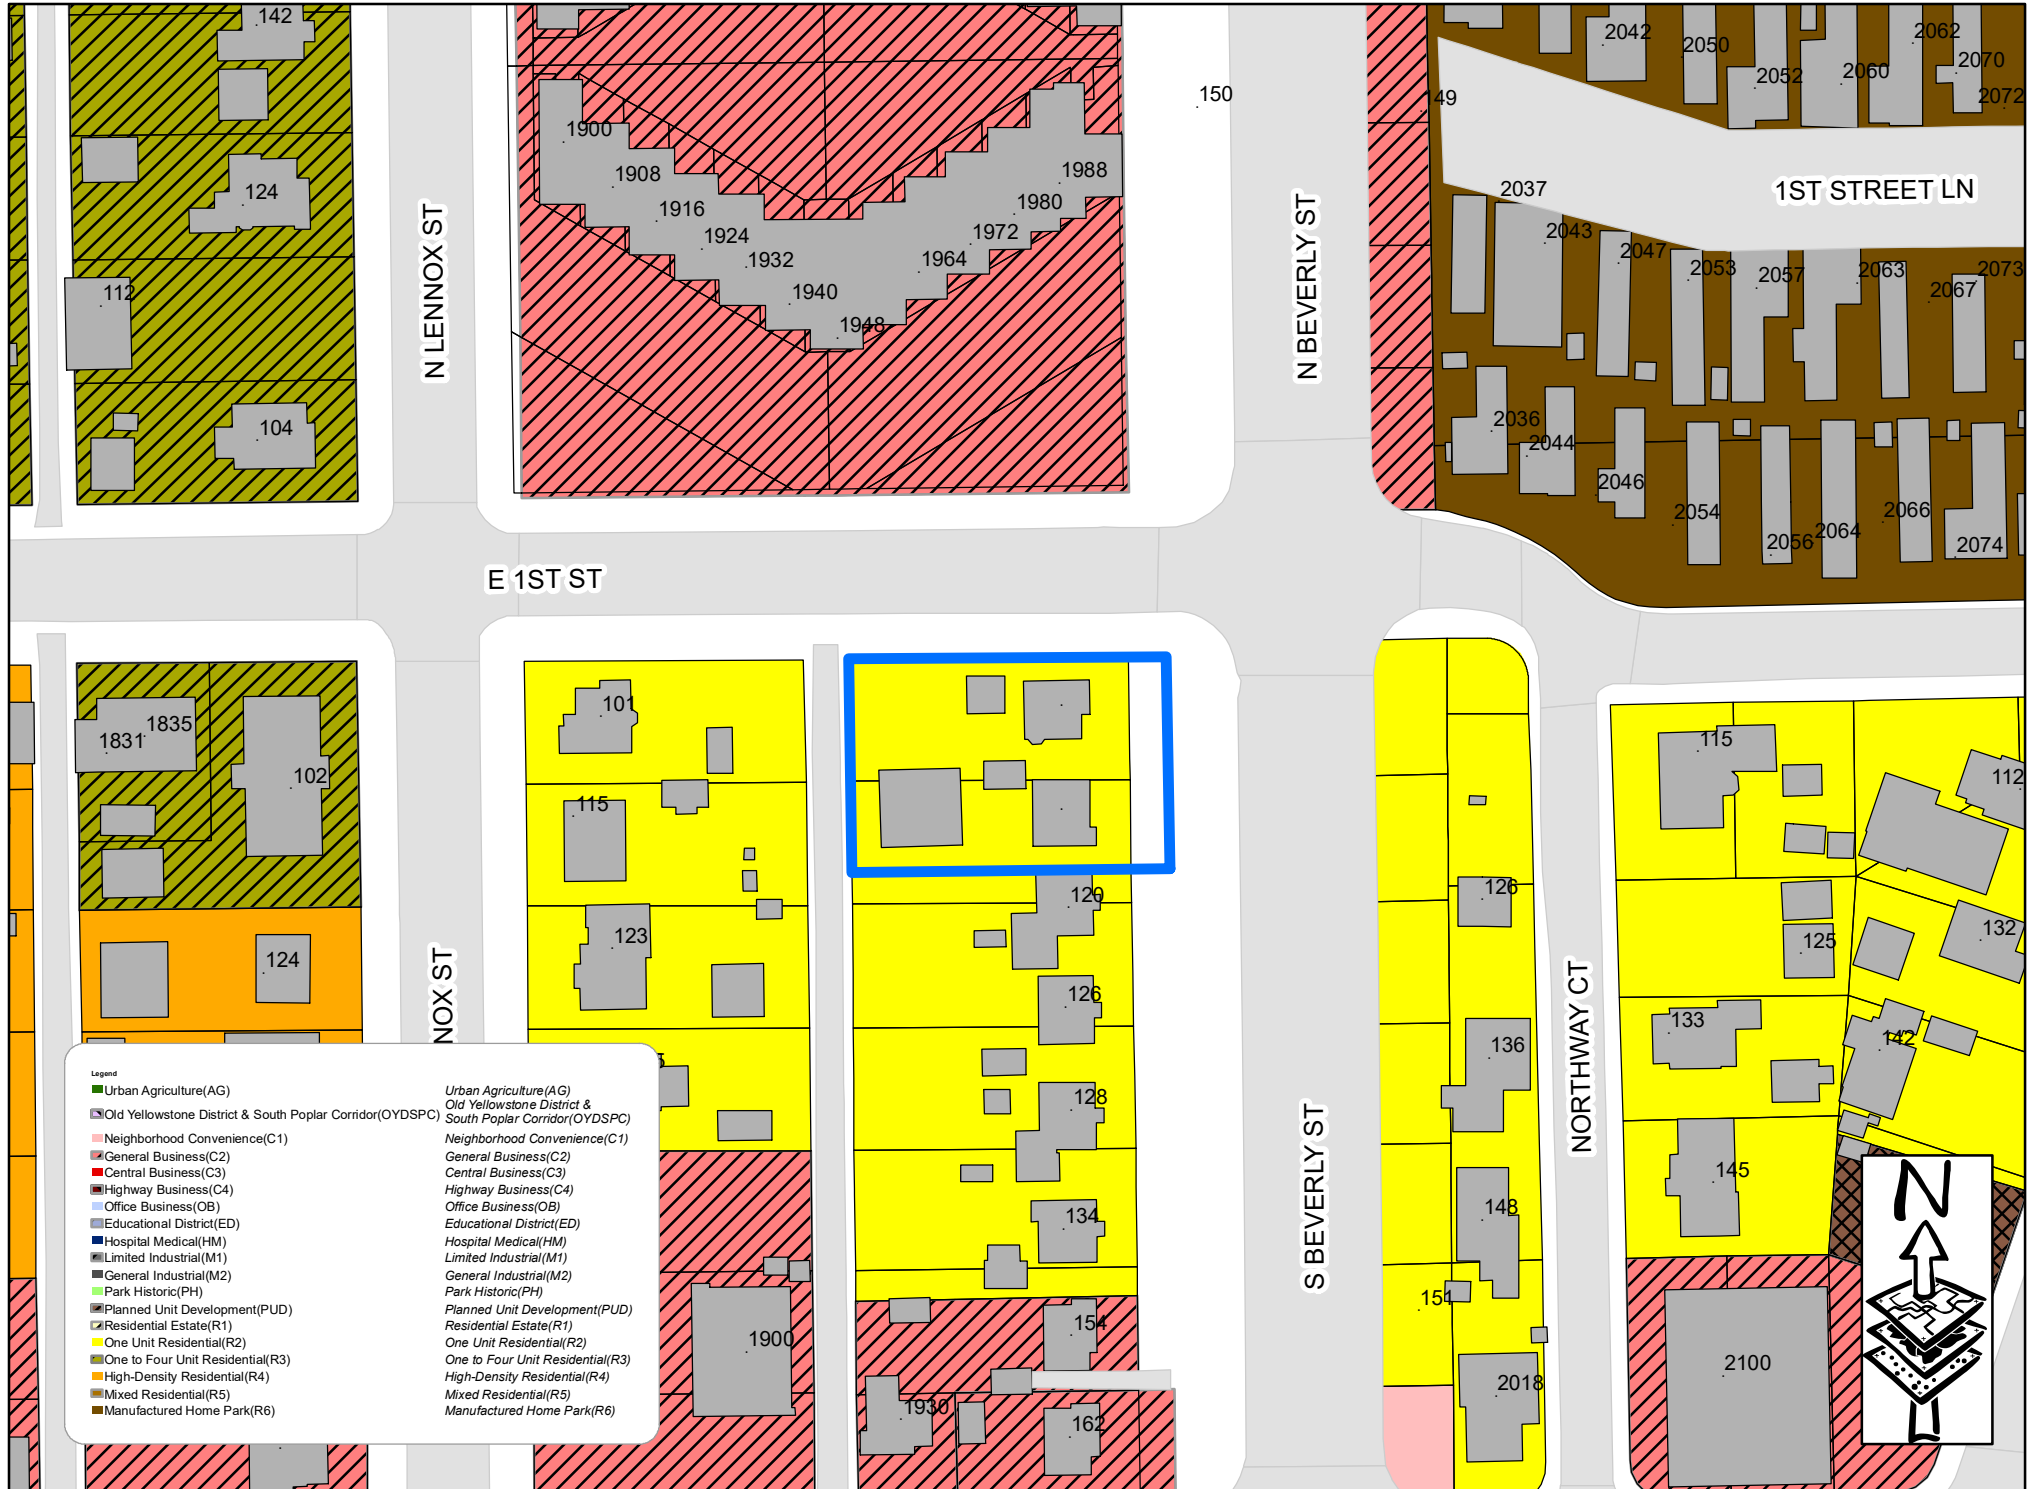 142
124
112
104
N LENNOX ST
1900
1908
1916
1924
1932
1940
1948
1964
1972
1980
1988
150
N BEVERLY ST
149
2042
2050
2052
2060
2062
2070
2072
1ST STREET LN
2037
2043
2047
2053
2057
2063
2067
2073
2036
2044
2046
2054
2056
2064
2066
2074
E 1ST ST
1831
1835
102
124
NOX ST
101
115
123
5
1900
120
126
128
134
154
1930
162
S BEVERLY ST
126
136
148
151
2018
NORTHWAY CT
115
112
125
132
133
142
145
2100
N
Legend
Urban Agriculture(AG)
Old Yellowstone District & South Poplar Corridor(OYDSPC)
Neighborhood Convenience(C1)
General Business(C2)
Central Business(C3)
Highway Business(C4)
Office Business(OB)
Educational District(ED)
Hospital Medical(HM)
Limited Industrial(M1)
General Industrial(M2)
Park Historic(PH)
Planned Unit Development(PUD)
Residential Estate(R1)
One Unit Residential(R2)
One to Four Unit Residential(R3)
High-Density Residential(R4)
Mixed Residential(R5)
Manufactured Home Park(R6)
Urban Agriculture(AG)
Old Yellowstone District &
South Poplar Corridor(OYDSPC)
Neighborhood Convenience(C1)
General Business(C2)
Central Business(C3)
Highway Business(C4)
Office Business(OB)
Educational District(ED)
Hospital Medical(HM)
Limited Industrial(M1)
General Industrial(M2)
Park Historic(PH)
Planned Unit Development(PUD)
Residential Estate(R1)
One Unit Residential(R2)
One to Four Unit Residential(R3)
High-Density Residential(R4)
Mixed Residential(R5)
Manufactured Home Park(R6)